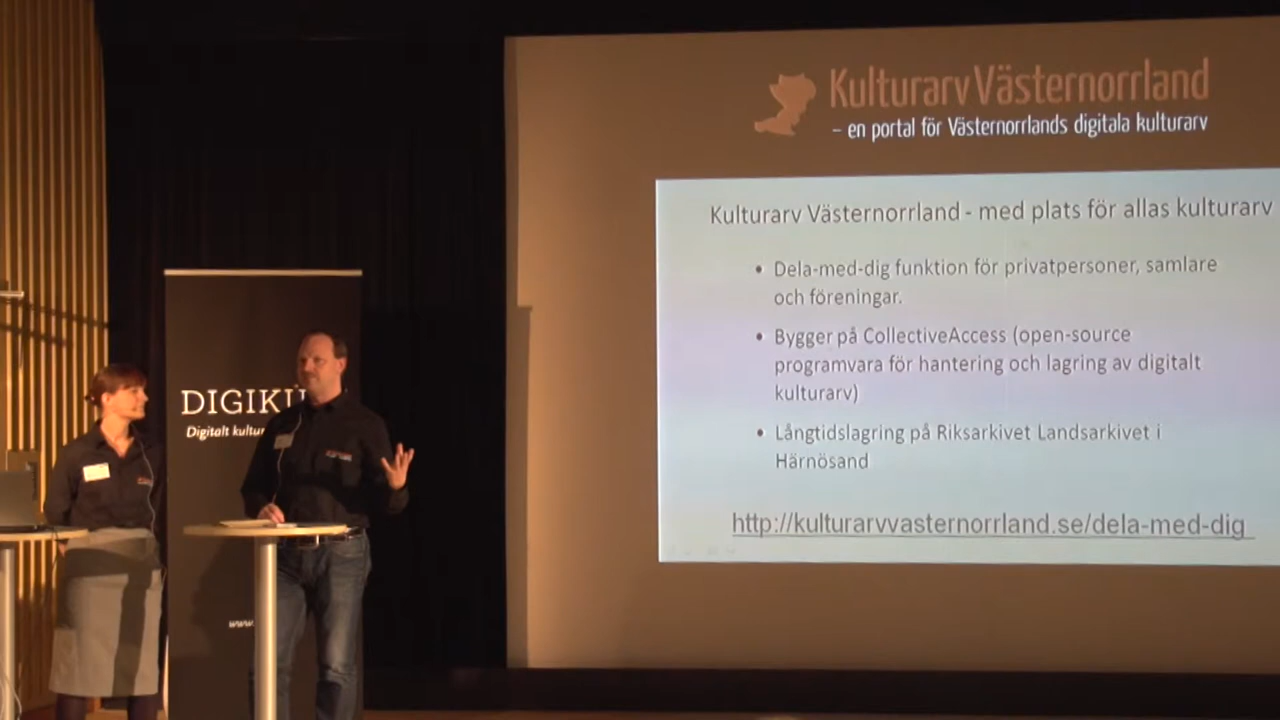 KulturarvVästernorrland
– en portal för Västernorrlands digitala kulturarv
Kulturarv Västernorrland - med plats för allas kulturarv
• Dela-med-dig funktion för privatpersoner, samlare
och föreningar.
• Bygger på CollectiveAccess (open-source
programvara för hantering och lagring av digitalt
kulturarv)
• Långtidslagring på Riksarkivet Landsarkivet i
Härnösand
http://kulturarvvasternorrland.se/dela-med-dig
DIGIKU
Digitalt kultur
www.